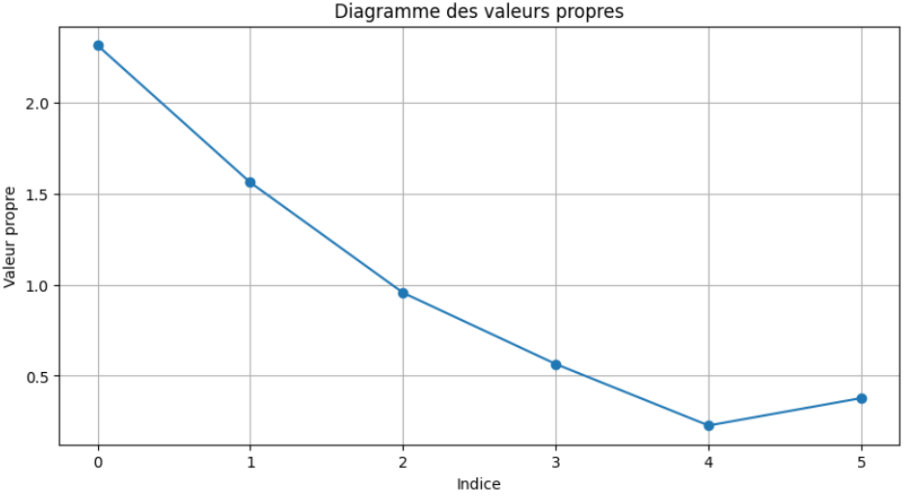 Diagramme des valeurs propres
Valeur propre
2.0
1.5
1.0
0.5
0 1 2 3 4 5
Indice